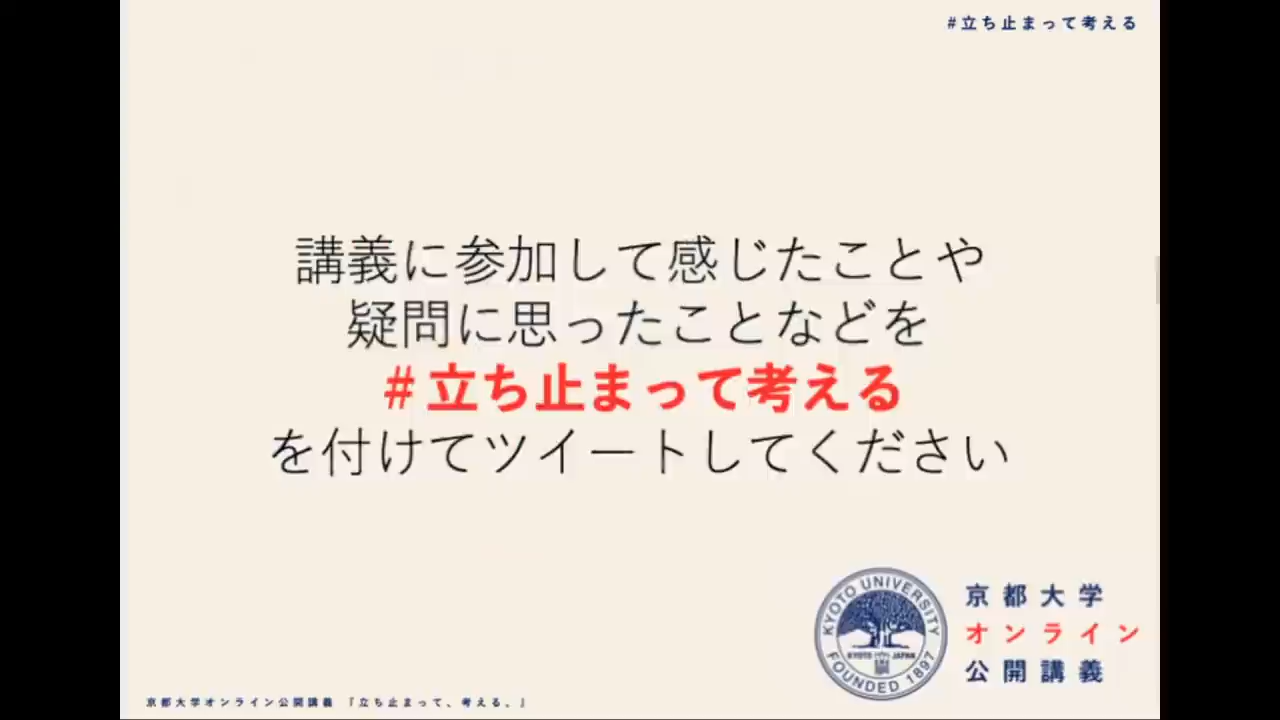 #立ち止まって考える
講義に参加して感じたことや
疑問に思ったことなどを
#立ち止まって考える
を付けてツイートしてください
KYOTO UNIVERSITY
KYOTO JAPAN
FOUNDED 1897
京都大学
オンライン
公開講義
京都大学オンライン公開講義 「立ち止まって、考える。」